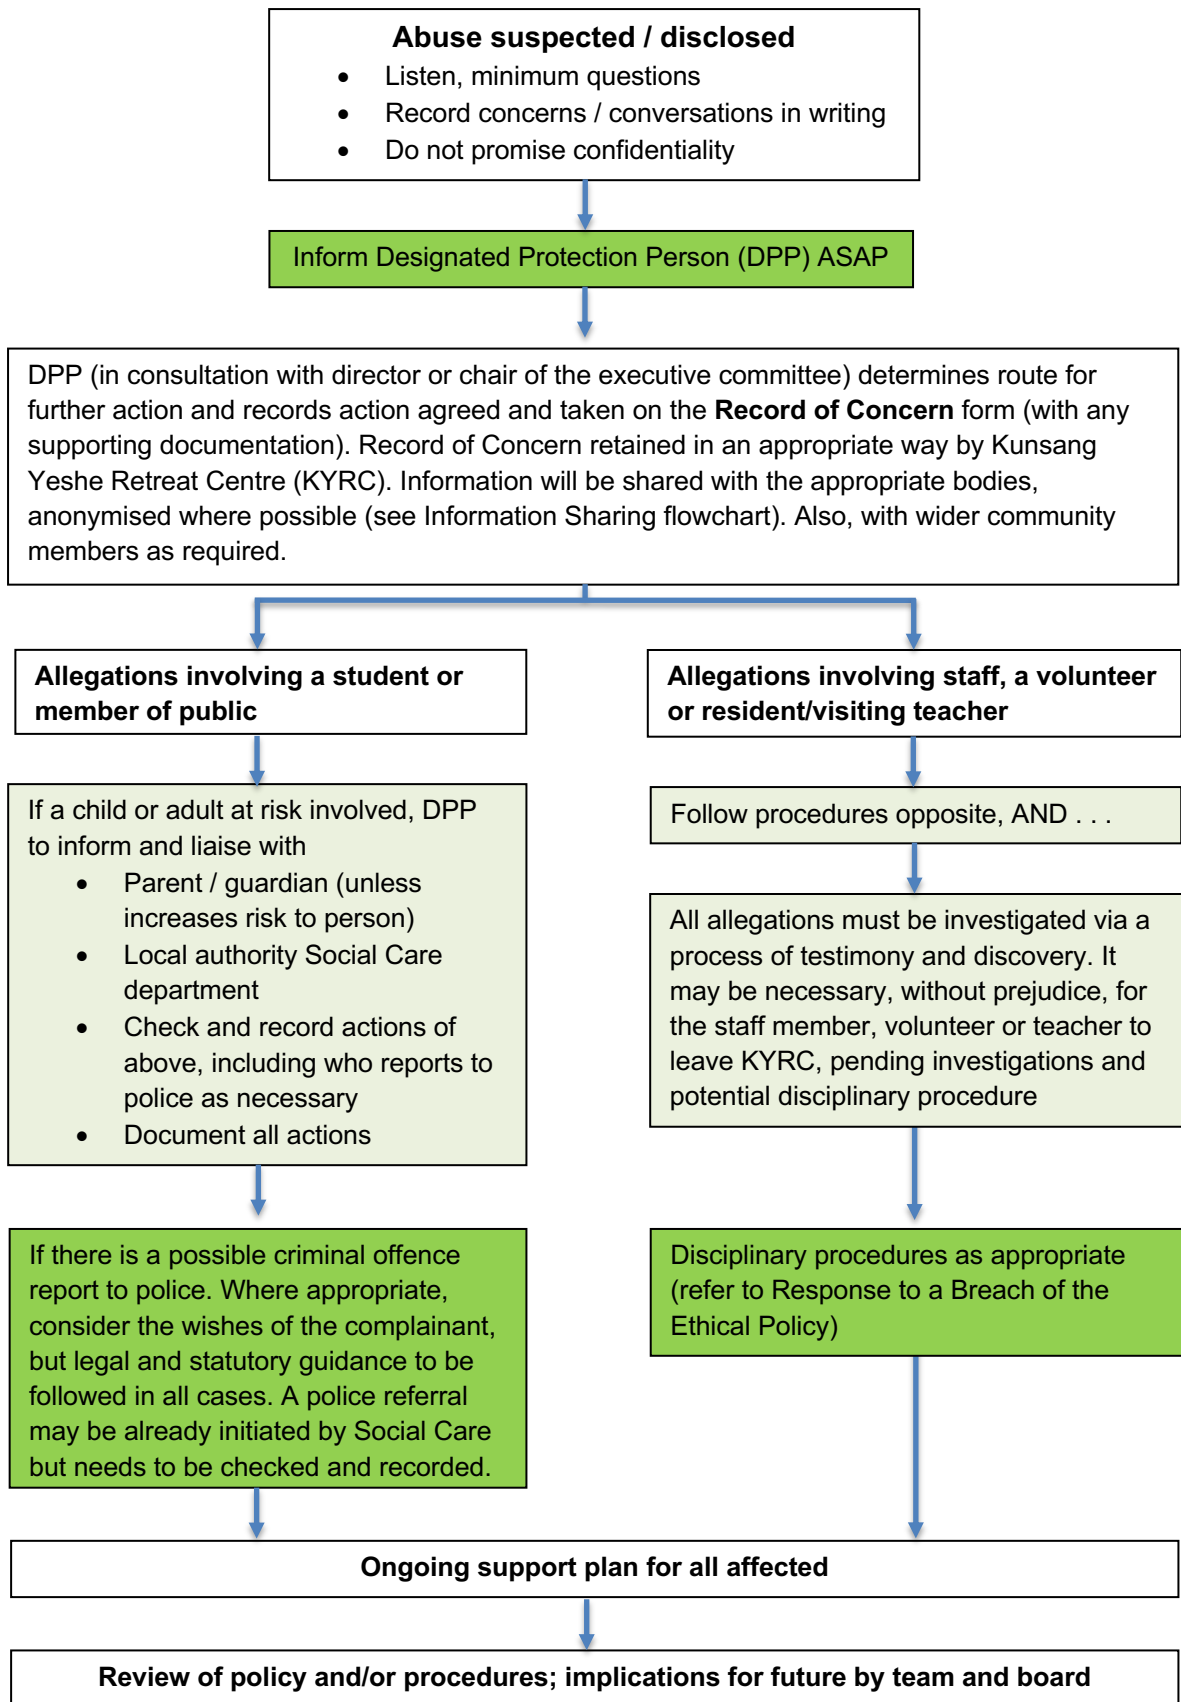 Abuse suspected / disclosed
• Listen, minimum questions
• Record concerns / conversations in writing
• Do not promise confidentiality
Inform Designated Protection Person (DPP) ASAP
DPP (in consultation with director or chair of the executive committee) determines route for
further action and records action agreed and taken on the Record of Concern form (with any
supporting documentation). Record of Concern retained in an appropriate way by Kunsang
Yeshe Retreat Centre (KYRC). Information will be shared with the appropriate bodies,
anonymised where possible (see Information Sharing flowchart). Also, with wider community
members as required.
Allegations involving a student or
member of public
If a child or adult at risk involved, DPP
to inform and liaise with
• Parent / guardian (unless
increases risk to person)
• Local authority Social Care
department
• Check and record actions of
above, including who reports to
police as necessary
• Document all actions
If there is a possible criminal offence
report to police. Where appropriate,
consider the wishes of the complainant,
but legal and statutory guidance to be
followed in all cases. A police referral
may be already initiated by Social Care
but needs to be checked and recorded.
Allegations involving staff, a volunteer
or resident/visiting teacher
Follow procedures opposite, AND . . .
All allegations must be investigated via a
process of testimony and discovery. It
may be necessary, without prejudice, for
the staff member, volunteer or teacher to
leave KYRC, pending investigations and
potential disciplinary procedure
Disciplinary procedures as appropriate
(refer to Response to a Breach of the
Ethical Policy)
Ongoing support plan for all affected
Review of policy and/or procedures; implications for future by team and board